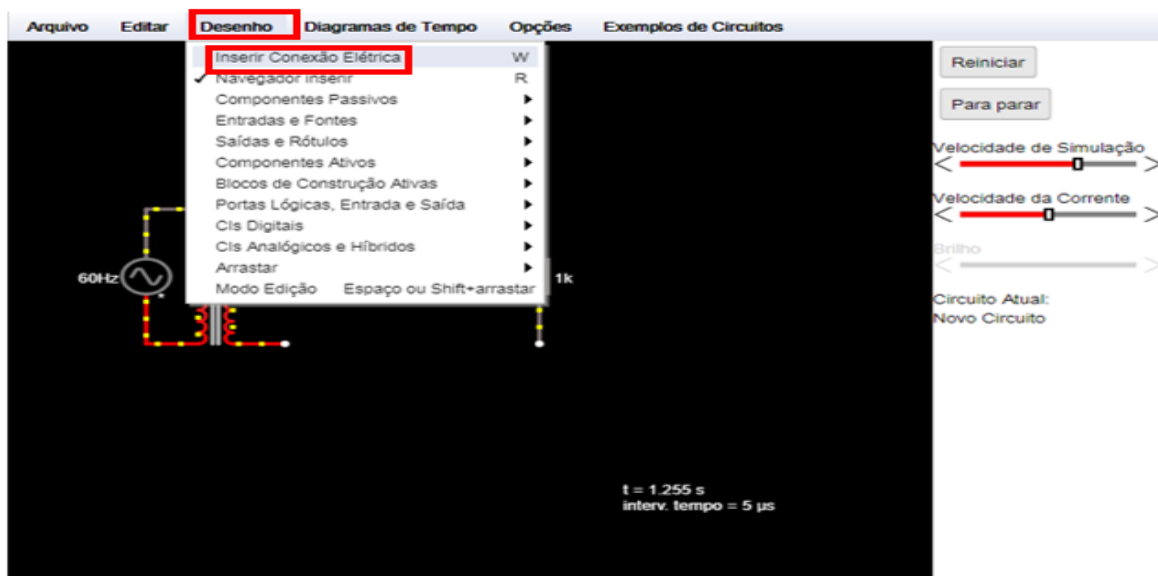 Arquivo Editar Desenho Diagramas de Tempo Opções Exemplos de Circuitos
Inserir Conexão Elétrica W
Navegador inserir R
Componentes Passivos
Entradas e Fontes
Saídas e Rótulos
Componentes Ativos
Blocos de Construção Ativas
Portas Lógicas, Entrada e Saída
CIs Digitais
CIs Analógicos e Híbridos
Arrastar
Modo Edição Espaço ou Shift+arrastar
Reiniciar
Para parar
Velocidade de Simulação
Velocidade da Corrente
Brilho
Circuito Atual:
Novo Circuito
60Hz
1k
t = 1.255 s
interv. tempo = 5 µs